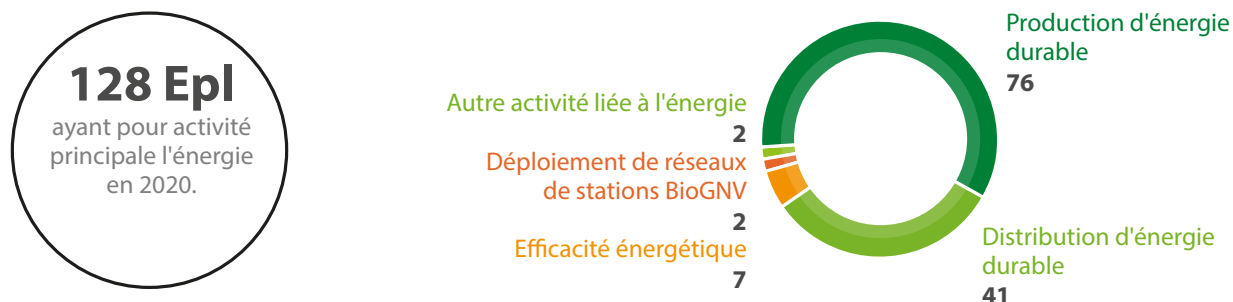 128 Epl
ayant pour activité
principale l'énergie
en 2020.
Autre activité liée à l'énergie
2
Déploiement de réseaux
de stations BioGNV
2
Efficacité énergétique
7
Production d'énergie
durable
76
Distribution d'énergie
durable
41